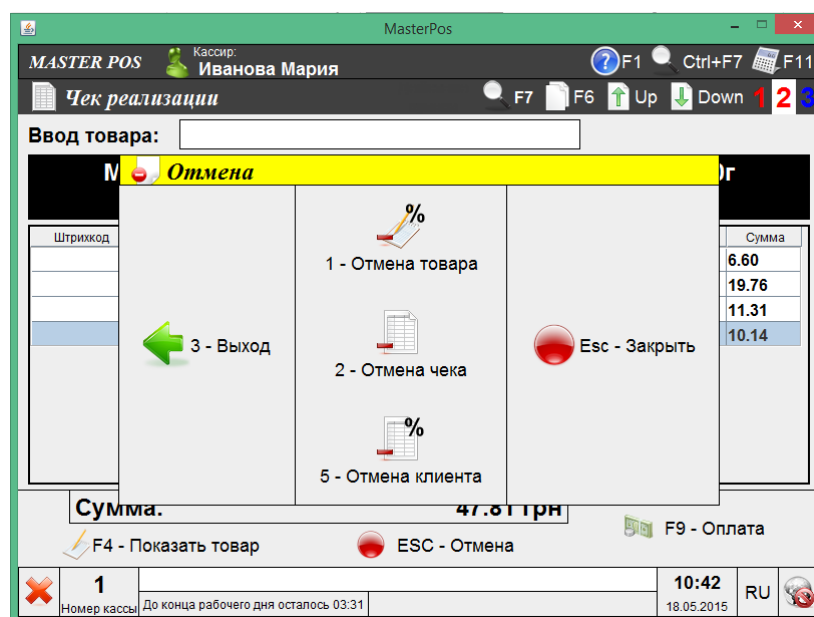 MasterPos
MASTER POS
Кассир:
Иванова Мария
F1 Ctrl+F7 F11
Чек реализации
F7 F6 Up Down 1 2 3
Ввод товара:
Отмена
Штрихкод Сумма
6.60
19.76
11.31
10.14
1 - Отмена товара
3 - Выход
2 - Отмена чека
Esc - Закрыть
5 - Отмена клиента
Сумма: 47.81 грн
F9 - Оплата
F4 - Показать товар
ESC - Отмена
1
Номер кассы
До конца рабочего дня осталось 03:31
10:42
18.05.2015
RU